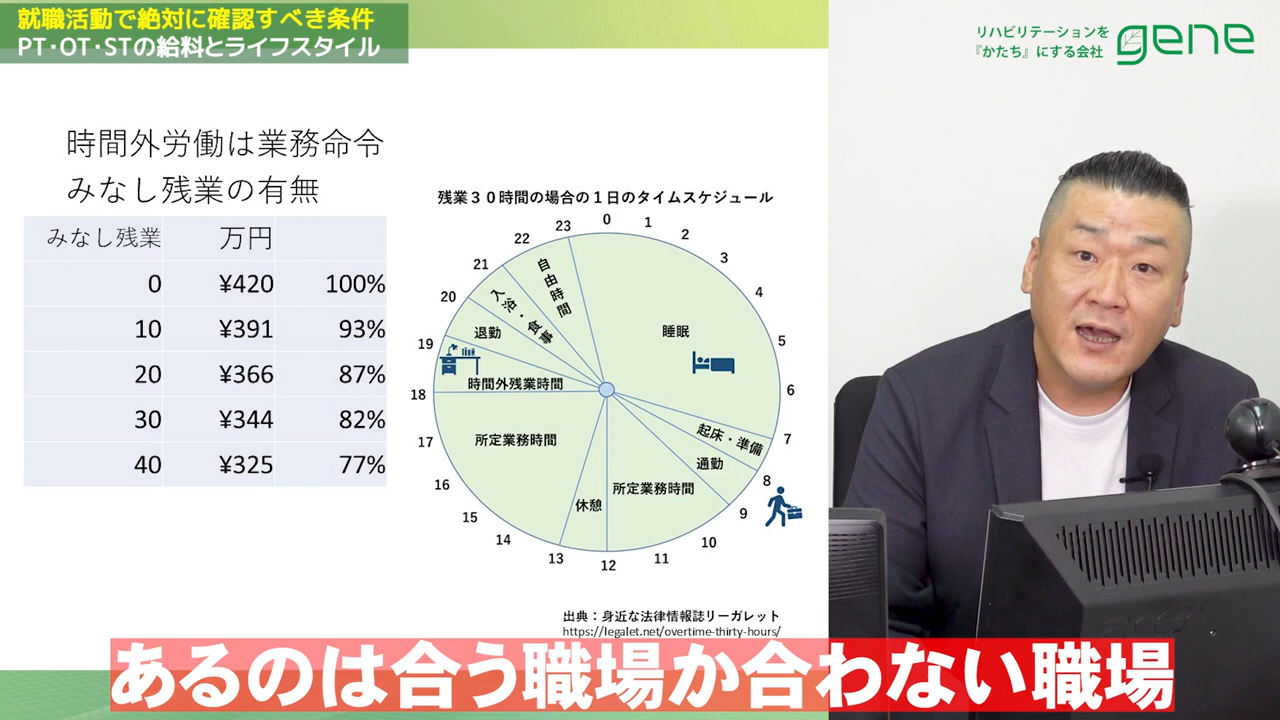 就職活動で絶対に確認すべき条件
PT・OT・STの給料とライフスタイル
リハビリテーションを
『かたち』にする会社
gene
時間外労働は業務命令
みなし残業の有無
みなし残業 万円
0 ¥420 100%
10 ¥391 93%
20 ¥366 87%
30 ¥344 82%
40 ¥325 77%
残業３０時間の場合の１日のタイムスケジュール
0
1
2
3
4
5
6
7
8
9
10
11
12
13
14
15
16
17
18
19
20
21
22
23
睡眠
起床・準備
通勤
所定業務時間
休憩
所定業務時間
時間外残業時間
退勤
入浴・食事
自由時間
出典：身近な法律情報誌リーガレット
https://legalet.net/overtime-thirty-hours/
あるのは合う職場か合わない職場